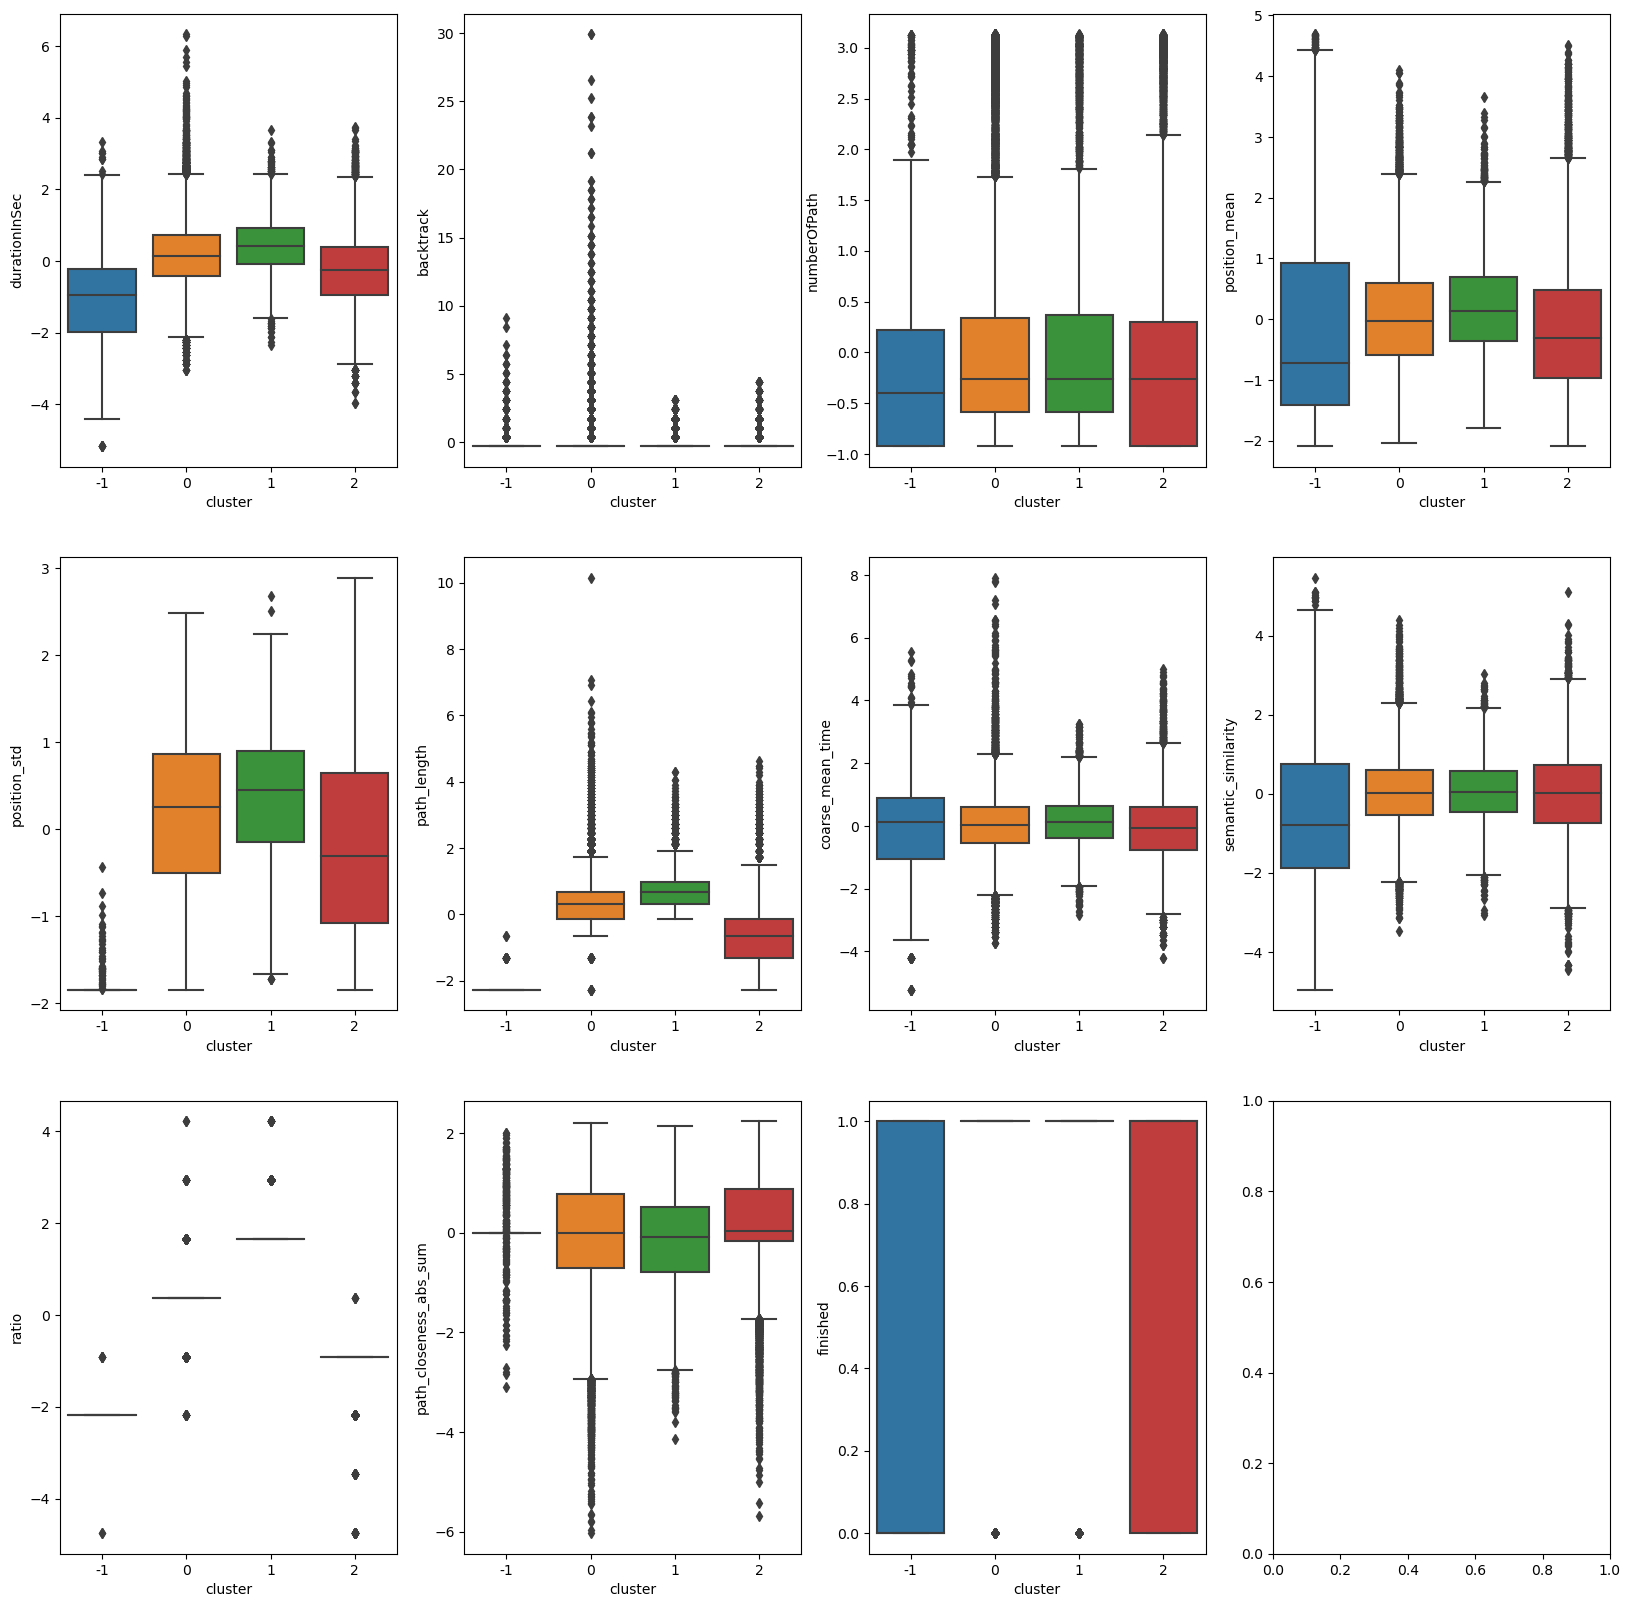 durationInSec
6
4
2
0
−2
−4
-1 0 1 2
cluster
backtrack
30
25
20
15
10
5
0
-1 0 1 2
cluster
numberOfPath
3.0
2.5
2.0
1.5
1.0
0.5
0.0
−0.5
−1.0
-1 0 1 2
cluster
position_mean
5
4
3
2
1
0
−1
−2
-1 0 1 2
cluster
position_std
3
2
1
0
−1
−2
-1 0 1 2
cluster
path_length
10
8
6
4
2
0
−2
-1 0 1 2
cluster
coarse_mean_time
8
6
4
2
0
−2
−4
-1 0 1 2
cluster
semantic_similarity
4
2
0
−2
−4
-1 0 1 2
cluster
ratio
4
2
0
−2
−4
-1 0 1 2
cluster
path_closeness_abs_sum
2
0
−2
−4
−6
-1 0 1 2
cluster
finished
1.0
0.8
0.6
0.4
0.2
0.0
-1 0 1 2
cluster
1.0
0.8
0.6
0.4
0.2
0.0
0.0 0.2 0.4 0.6 0.8 1.0